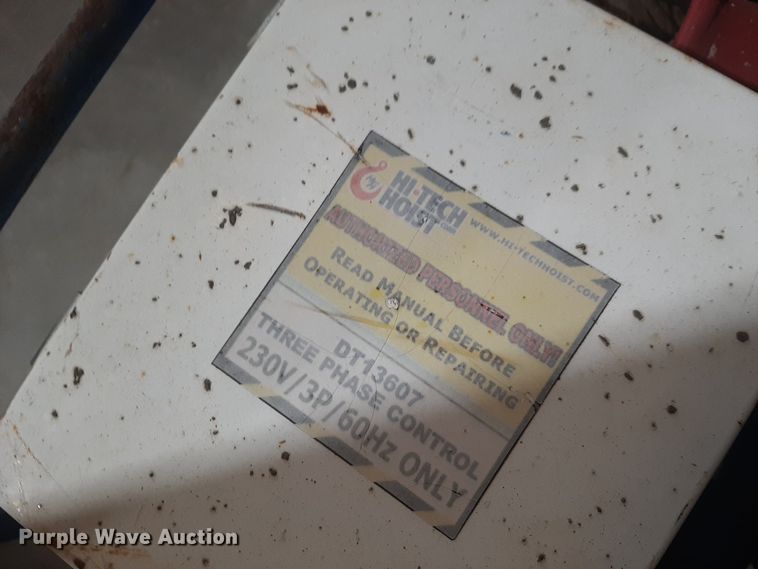 HI-TECH
HOIST.COM
WWW.HI-TECHHOIST.COM
AUTHORIZED PERSONNEL ONLY!
READ MANUAL BEFORE
OPERATING OR REPAIRING
DT13607
THREE PHASE CONTROL
230V/3P/60Hz ONLY
Purple Wave Auction